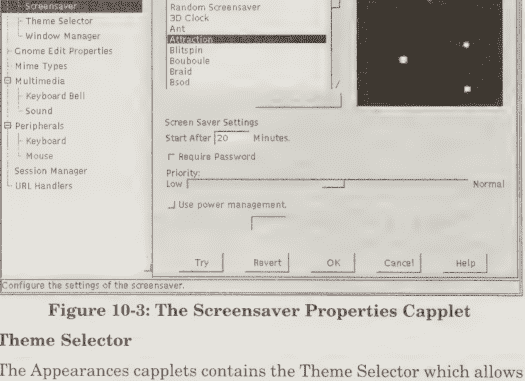 Screensaver
Theme Selector
Window Manager
Gnome Edit Properties
Mime Types
Multimedia
Keyboard Bell
Sound
Peripherals
Keyboard
Mouse
Session Manager
URL Handlers
Random Screensaver
3D Clock
Ant
Attraction
Blitspin
Bouboule
Braid
Bsod
Screen Saver Settings
Start After 20 Minutes.
Require Password
Priority:
Low Normal
Use power management.
Try Revert OK Cancel Help
Configure the settings of the screensaver.
Figure 10-3: The Screensaver Properties Capplet
Theme Selector
The Appearances capplets contains the Theme Selector which allows